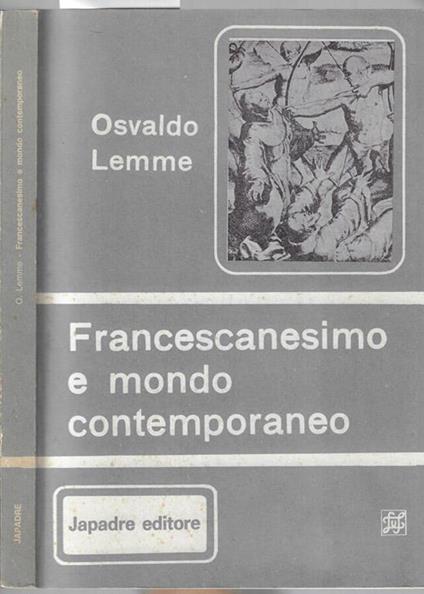 O. Lemme - Francescanesimo e mondo contemporaneo
JAPADRE
Osvaldo
Lemme
Francescanesimo
e mondo
contemporaneo
Japadre editore